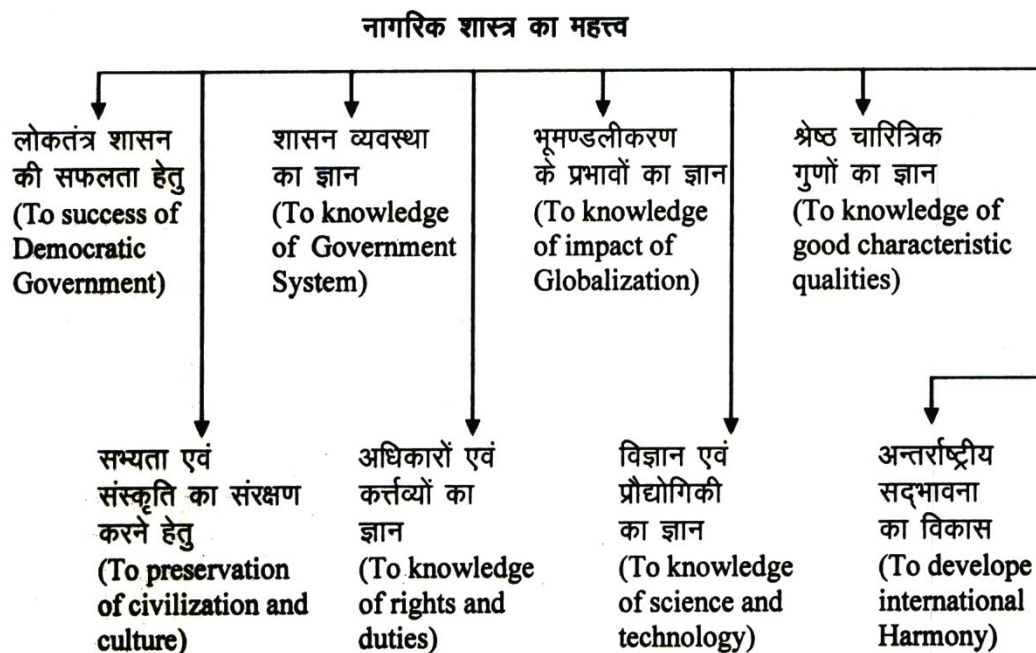 नागरिक शास्त्र का महत्त्व
लोकतंत्र शासन
की सफलता हेतु
(To success of
Democratic
Government)
शासन व्यवस्था
का ज्ञान
(To knowledge
of Government
System)
भूमण्डलीकरण
के प्रभावों का ज्ञान
(To knowledge
of impact of
Globalization)
श्रेष्ठ चारित्रिक
गुणों का ज्ञान
(To knowledge of
good characteristic
qualities)
सभ्यता एवं
संस्कृति का संरक्षण
करने हेतु
(To preservation
of civilization and
culture)
अधिकारों एवं
कर्त्तव्यों का
ज्ञान
(To knowledge
of rights and
duties)
विज्ञान एवं
प्रौद्योगिकी
का ज्ञान
(To knowledge
of science and
technology)
अन्तर्राष्ट्रीय
सद्‌भावना
का विकास
(To develope
international
Harmony)